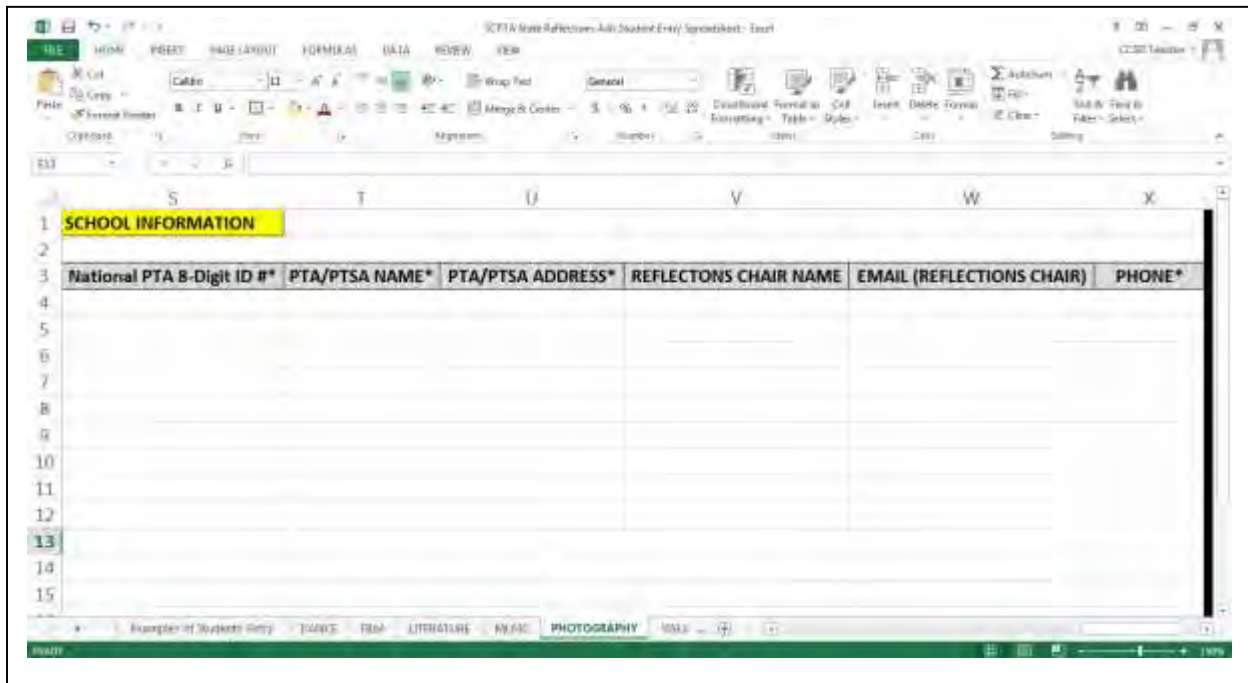 SCPTA State Reflections Arts Student Entry Spreadsheet - Excel
FILE HOME INSERT PAGE LAYOUT FORMULAS DATA REVIEW VIEW
Cut Calibri 11 Wrap Text General AutoSum
Paste Copy Fill
Format Painter B I U Merge & Center $ % Conditional Format as Cell Insert Delete Format Clear Sort & Find &
Formatting Table Styles Filter Select
Clipboard Font Alignment Number Styles Cells Editing
E13
S T U V W X
1 SCHOOL INFORMATION
2
3 National PTA 8-Digit ID #* PTA/PTSA NAME* PTA/PTSA ADDRESS* REFLECTONS CHAIR NAME EMAIL (REFLECTIONS CHAIR) PHONE*
4
5
6
7
8
9
10
11
12
13
14
15
Examples of Students Entry DANCE FILM LITERATURE MUSIC PHOTOGRAPHY
READY